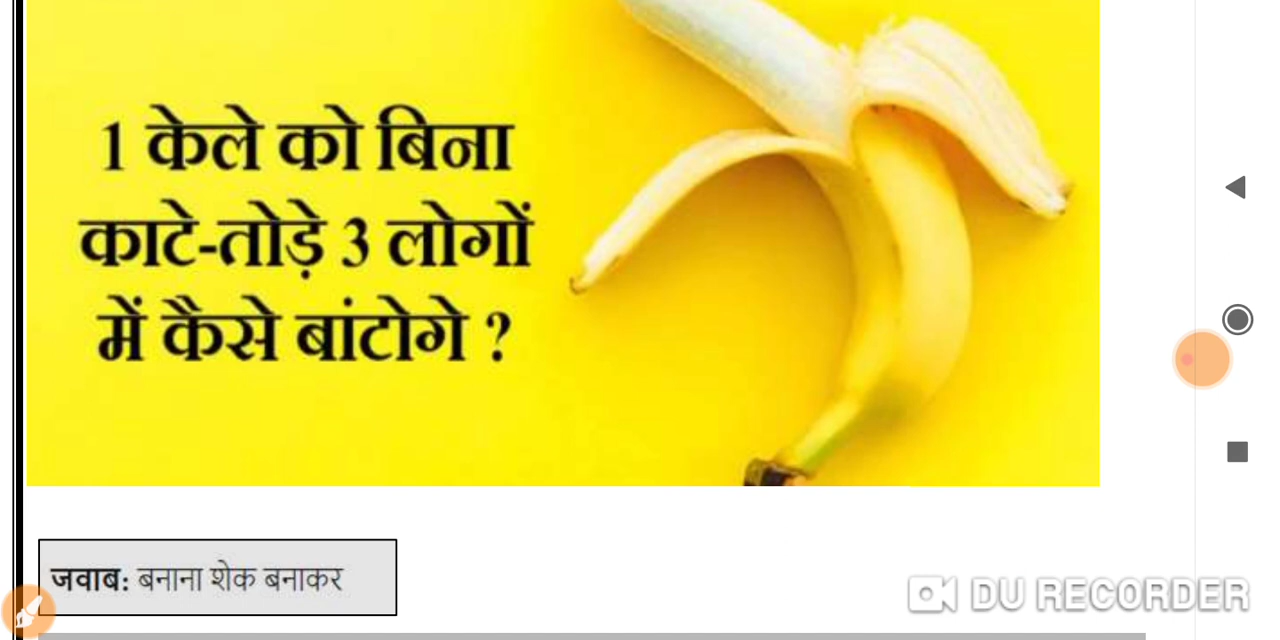 1 केले को बिना
काटे-तोड़े 3 लोगों
में कैसे बांटोगे ?
जवाब: बनाना शेक बनाकर
DU RECORDER